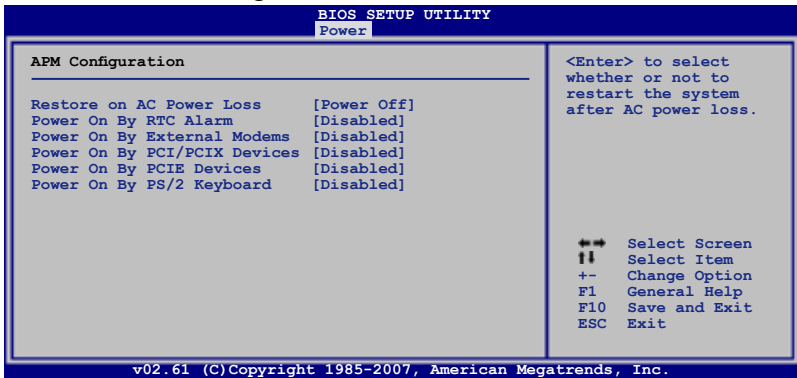 BIOS SETUP UTILITY
Power
APM Configuration
Restore on AC Power Loss [Power Off]
Power On By RTC Alarm [Disabled]
Power On By External Modems [Disabled]
Power On By PCI/PCIX Devices [Disabled]
Power On By PCIE Devices [Disabled]
Power On By PS/2 Keyboard [Disabled]
<Enter> to select
whether or not to
restart the system
after AC power loss.
←→ Select Screen
↑↓ Select Item
+- Change Option
F1 General Help
F10 Save and Exit
ESC Exit
v02.61 (C)Copyright 1985-2007, American Megatrends, Inc.